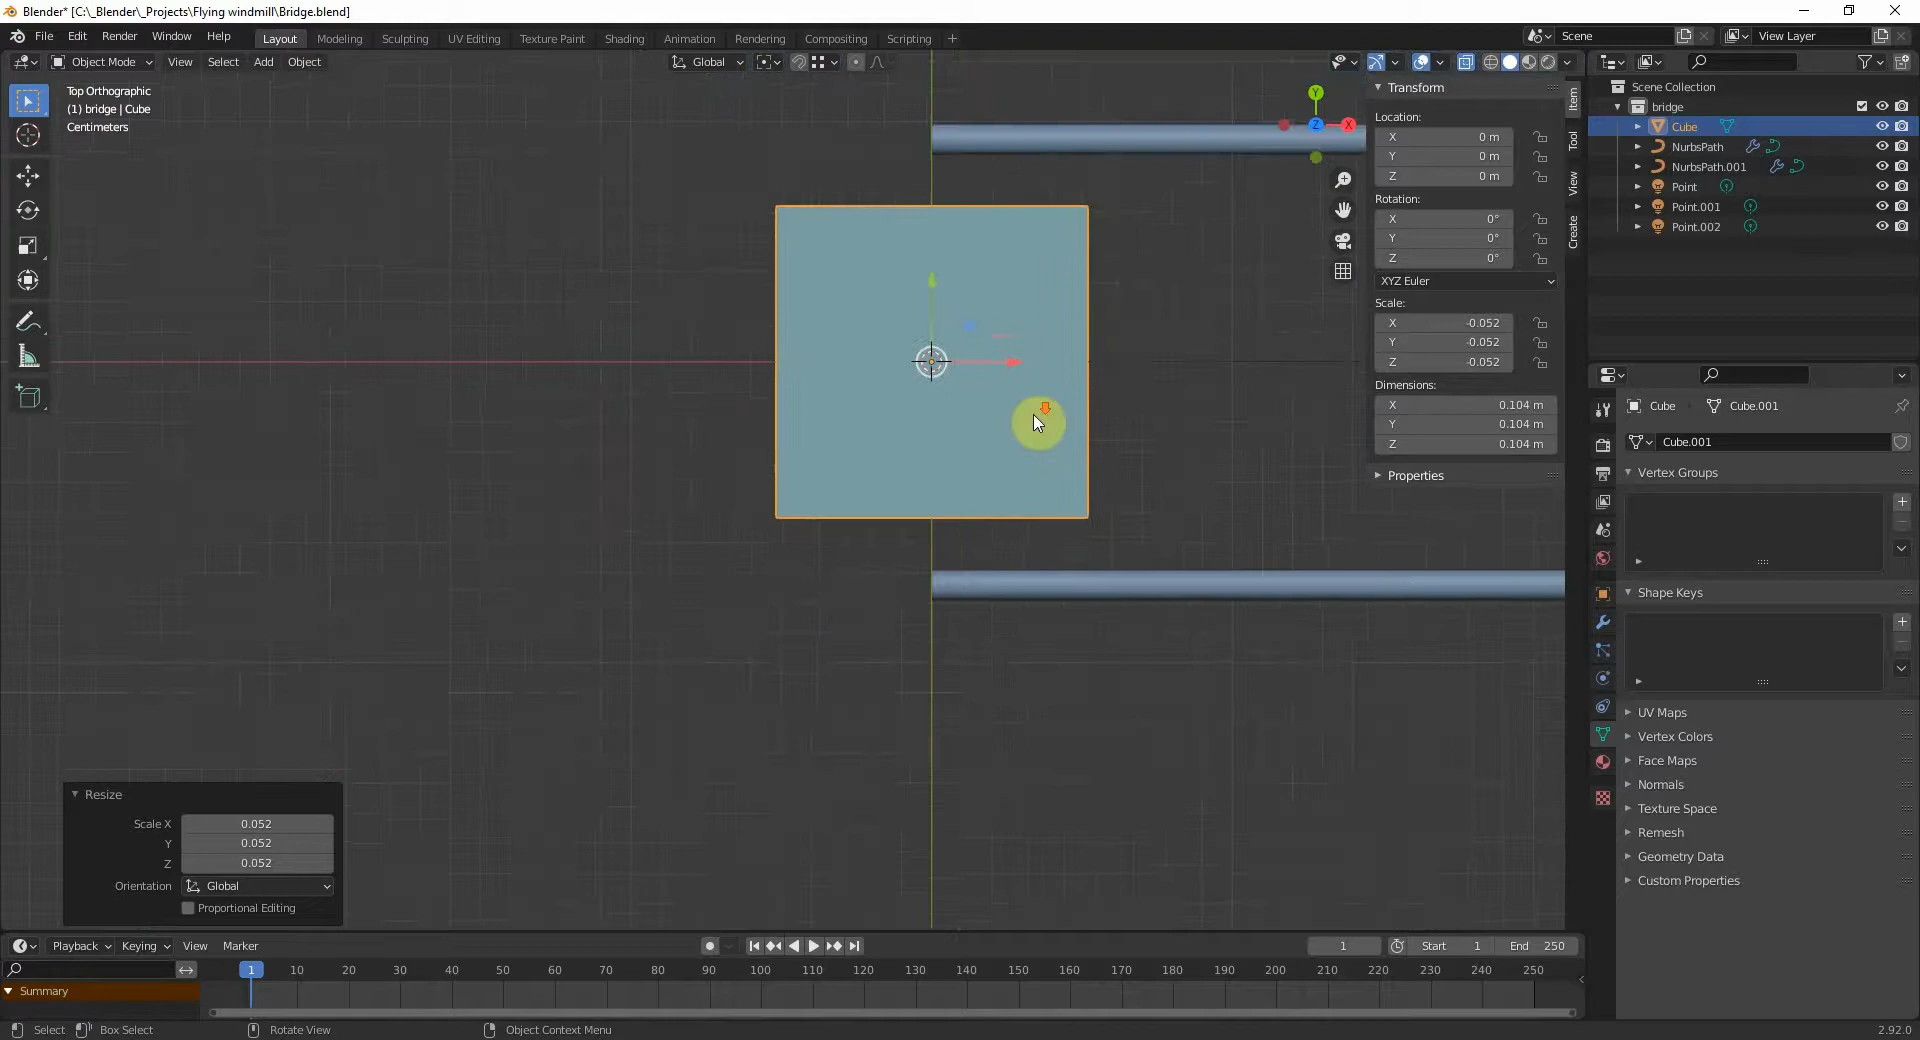 Blender* [C:\_Blender\_Projects\Flying windmill\Bridge.blend]
File Edit Render Window Help
Layout Modeling Sculpting UV Editing Texture Paint Shading Animation Rendering Compositing Scripting +
Scene
View Layer
Object Mode View Select Add Object
Global
Top Orthographic
(1) bridge | Cube
Centimeters
Y
Z
X
Transform
Location:
X 0 m
Y 0 m
Z 0 m
Rotation:
X 0°
Y 0°
Z 0°
XYZ Euler
Scale:
X -0.052
Y -0.052
Z -0.052
Dimensions:
X 0.104 m
Y 0.104 m
Z 0.104 m
Properties
Item
Tool
View
Create
Scene Collection
bridge
Cube
NurbsPath
NurbsPath.001
Point
Point.001
Point.002
Cube Cube.001
Cube.001
Vertex Groups
Shape Keys
UV Maps
Vertex Colors
Face Maps
Normals
Texture Space
Remesh
Geometry Data
Custom Properties
Resize
Scale X 0.052
Y 0.052
Z 0.052
Orientation Global
Proportional Editing
Playback Keying View Marker
1
Start 1
End 250
1 10 20 30 40 50 60 70 80 90 100 110 120 130 140 150 160 170 180 190 200 210 220 230 240 250
Summary
Select Box Select Rotate View Object Context Menu
2.92.0